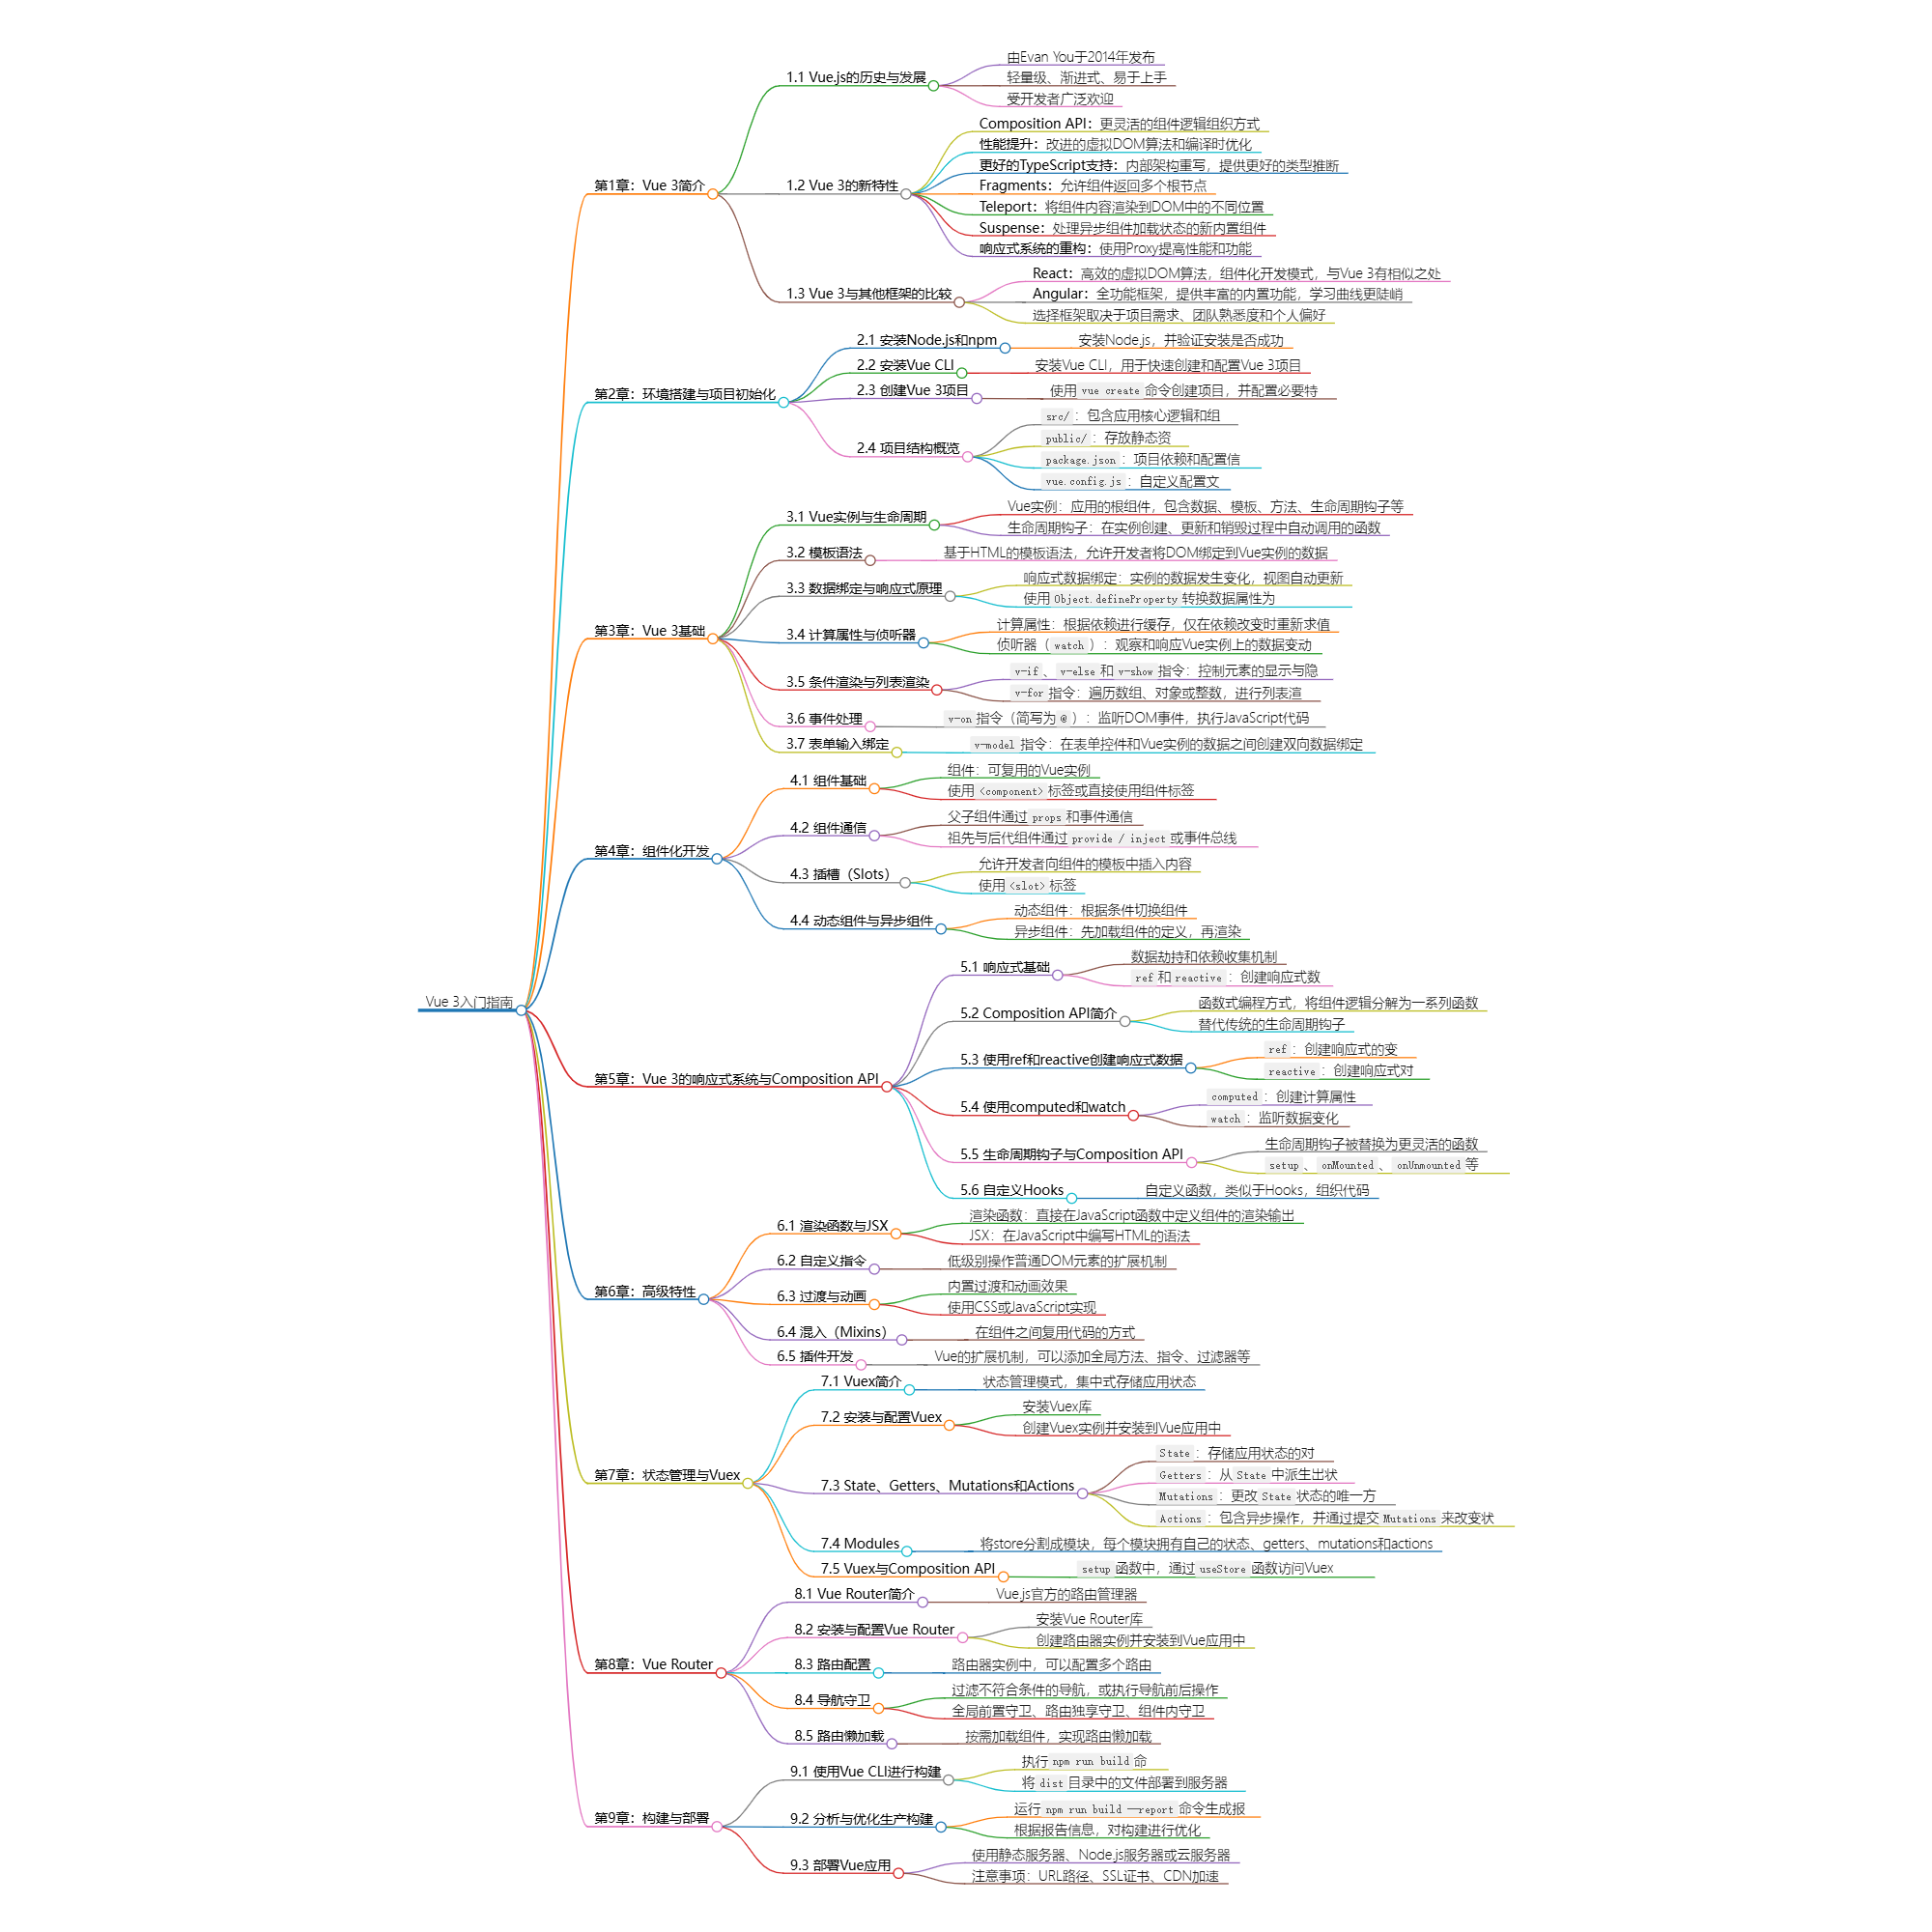 Vue 3入门指南
第1章：Vue 3简介
1.1 Vue.js的历史与发展
由Evan You于2014年发布
轻量级、渐进式、易于上手
受开发者广泛欢迎
1.2 Vue 3的新特性
Composition API：更灵活的组件逻辑组织方式
性能提升：改进的虚拟DOM算法和编译时优化
更好的TypeScript支持：内部架构重写，提供更好的类型推断
Fragments：允许组件返回多个根节点
Teleport：将组件内容渲染到DOM中的不同位置
Suspense：处理异步组件加载状态的新内置组件
响应式系统的重构：使用Proxy提高性能和功能
1.3 Vue 3与其他框架的比较
React：高效的虚拟DOM算法，组件化开发模式，与Vue 3有相似之处
Angular：全功能框架，提供丰富的内置功能，学习曲线更陡峭
选择框架取决于项目需求、团队熟悉度和个人偏好
第2章：环境搭建与项目初始化
2.1 安装Node.js和npm
安装Node.js，并验证安装是否成功
2.2 安装Vue CLI
安装Vue CLI，用于快速创建和配置Vue 3项目
2.3 创建Vue 3项目
使用 vue create 命令创建项目，并配置必要特
2.4 项目结构概览
src/ ：包含应用核心逻辑和组
public/ ：存放静态资
package.json ：项目依赖和配置信
vue.config.js ：自定义配置文
第3章：Vue 3基础
3.1 Vue实例与生命周期
Vue实例：应用的根组件，包含数据、模板、方法、生命周期钩子等
生命周期钩子：在实例创建、更新和销毁过程中自动调用的函数
3.2 模板语法
基于HTML的模板语法，允许开发者将DOM绑定到Vue实例的数据
3.3 数据绑定与响应式原理
响应式数据绑定：实例的数据发生变化，视图自动更新
使用 Object.defineProperty 转换数据属性为
3.4 计算属性与侦听器
计算属性：根据依赖进行缓存，仅在依赖改变时重新求值
侦听器（ watch ）：观察和响应Vue实例上的数据变动
3.5 条件渲染与列表渲染
v-if 、 v-else 和 v-show 指令：控制元素的显示与隐
v-for 指令：遍历数组、对象或整数，进行列表渲
3.6 事件处理
v-on 指令（简写为 @ ）：监听DOM事件，执行JavaScript代码
3.7 表单输入绑定
v-model 指令：在表单控件和Vue实例的数据之间创建双向数据绑定
第4章：组件化开发
4.1 组件基础
组件：可复用的Vue实例
使用 <component> 标签或直接使用组件标签
4.2 组件通信
父子组件通过 props 和事件通信
祖先与后代组件通过 provide / inject 或事件总线
4.3 插槽（Slots）
允许开发者向组件的模板中插入内容
使用 <slot> 标签
4.4 动态组件与异步组件
动态组件：根据条件切换组件
异步组件：先加载组件的定义，再渲染
第5章：Vue 3的响应式系统与Composition API
5.1 响应式基础
数据劫持和依赖收集机制
ref 和 reactive ：创建响应式数
5.2 Composition API简介
函数式编程方式，将组件逻辑分解为一系列函数
替代传统的生命周期钩子
5.3 使用ref和reactive创建响应式数据
ref ：创建响应式的变
reactive ：创建响应式对
5.4 使用computed和watch
computed ：创建计算属性
watch ：监听数据变化
5.5 生命周期钩子与Composition API
生命周期钩子被替换为更灵活的函数
setup 、 onMounted 、 onUnmounted 等
5.6 自定义Hooks
自定义函数，类似于Hooks，组织代码
第6章：高级特性
6.1 渲染函数与JSX
渲染函数：直接在JavaScript函数中定义组件的渲染输出
JSX：在JavaScript中编写HTML的语法
6.2 自定义指令
低级别操作普通DOM元素的扩展机制
6.3 过渡与动画
内置过渡和动画效果
使用CSS或JavaScript实现
6.4 混入（Mixins）
在组件之间复用代码的方式
6.5 插件开发
Vue的扩展机制，可以添加全局方法、指令、过滤器等
第7章：状态管理与Vuex
7.1 Vuex简介
状态管理模式，集中式存储应用状态
7.2 安装与配置Vuex
安装Vuex库
创建Vuex实例并安装到Vue应用中
7.3 State、Getters、Mutations和Actions
State ：存储应用状态的对
Getters ：从 State 中派生出状
Mutations ：更改 State 状态的唯一方
Actions ：包含异步操作，并通过提交 Mutations 来改变状
7.4 Modules
将store分割成模块，每个模块拥有自己的状态、getters、mutations和actions
7.5 Vuex与Composition API
setup 函数中，通过 useStore 函数访问Vuex
第8章：Vue Router
8.1 Vue Router简介
Vue.js官方的路由管理器
8.2 安装与配置Vue Router
安装Vue Router库
创建路由器实例并安装到Vue应用中
8.3 路由配置
路由器实例中，可以配置多个路由
8.4 导航守卫
过滤不符合条件的导航，或执行导航前后操作
全局前置守卫、路由独享守卫、组件内守卫
8.5 路由懒加载
按需加载组件，实现路由懒加载
第9章：构建与部署
9.1 使用Vue CLI进行构建
执行 npm run build 命
将 dist 目录中的文件部署到服务器
9.2 分析与优化生产构建
运行 npm run build —report 命令生成报
根据报告信息，对构建进行优化
9.3 部署Vue应用
使用静态服务器、Node.js服务器或云服务器
注意事项：URL路径、SSL证书、CDN加速